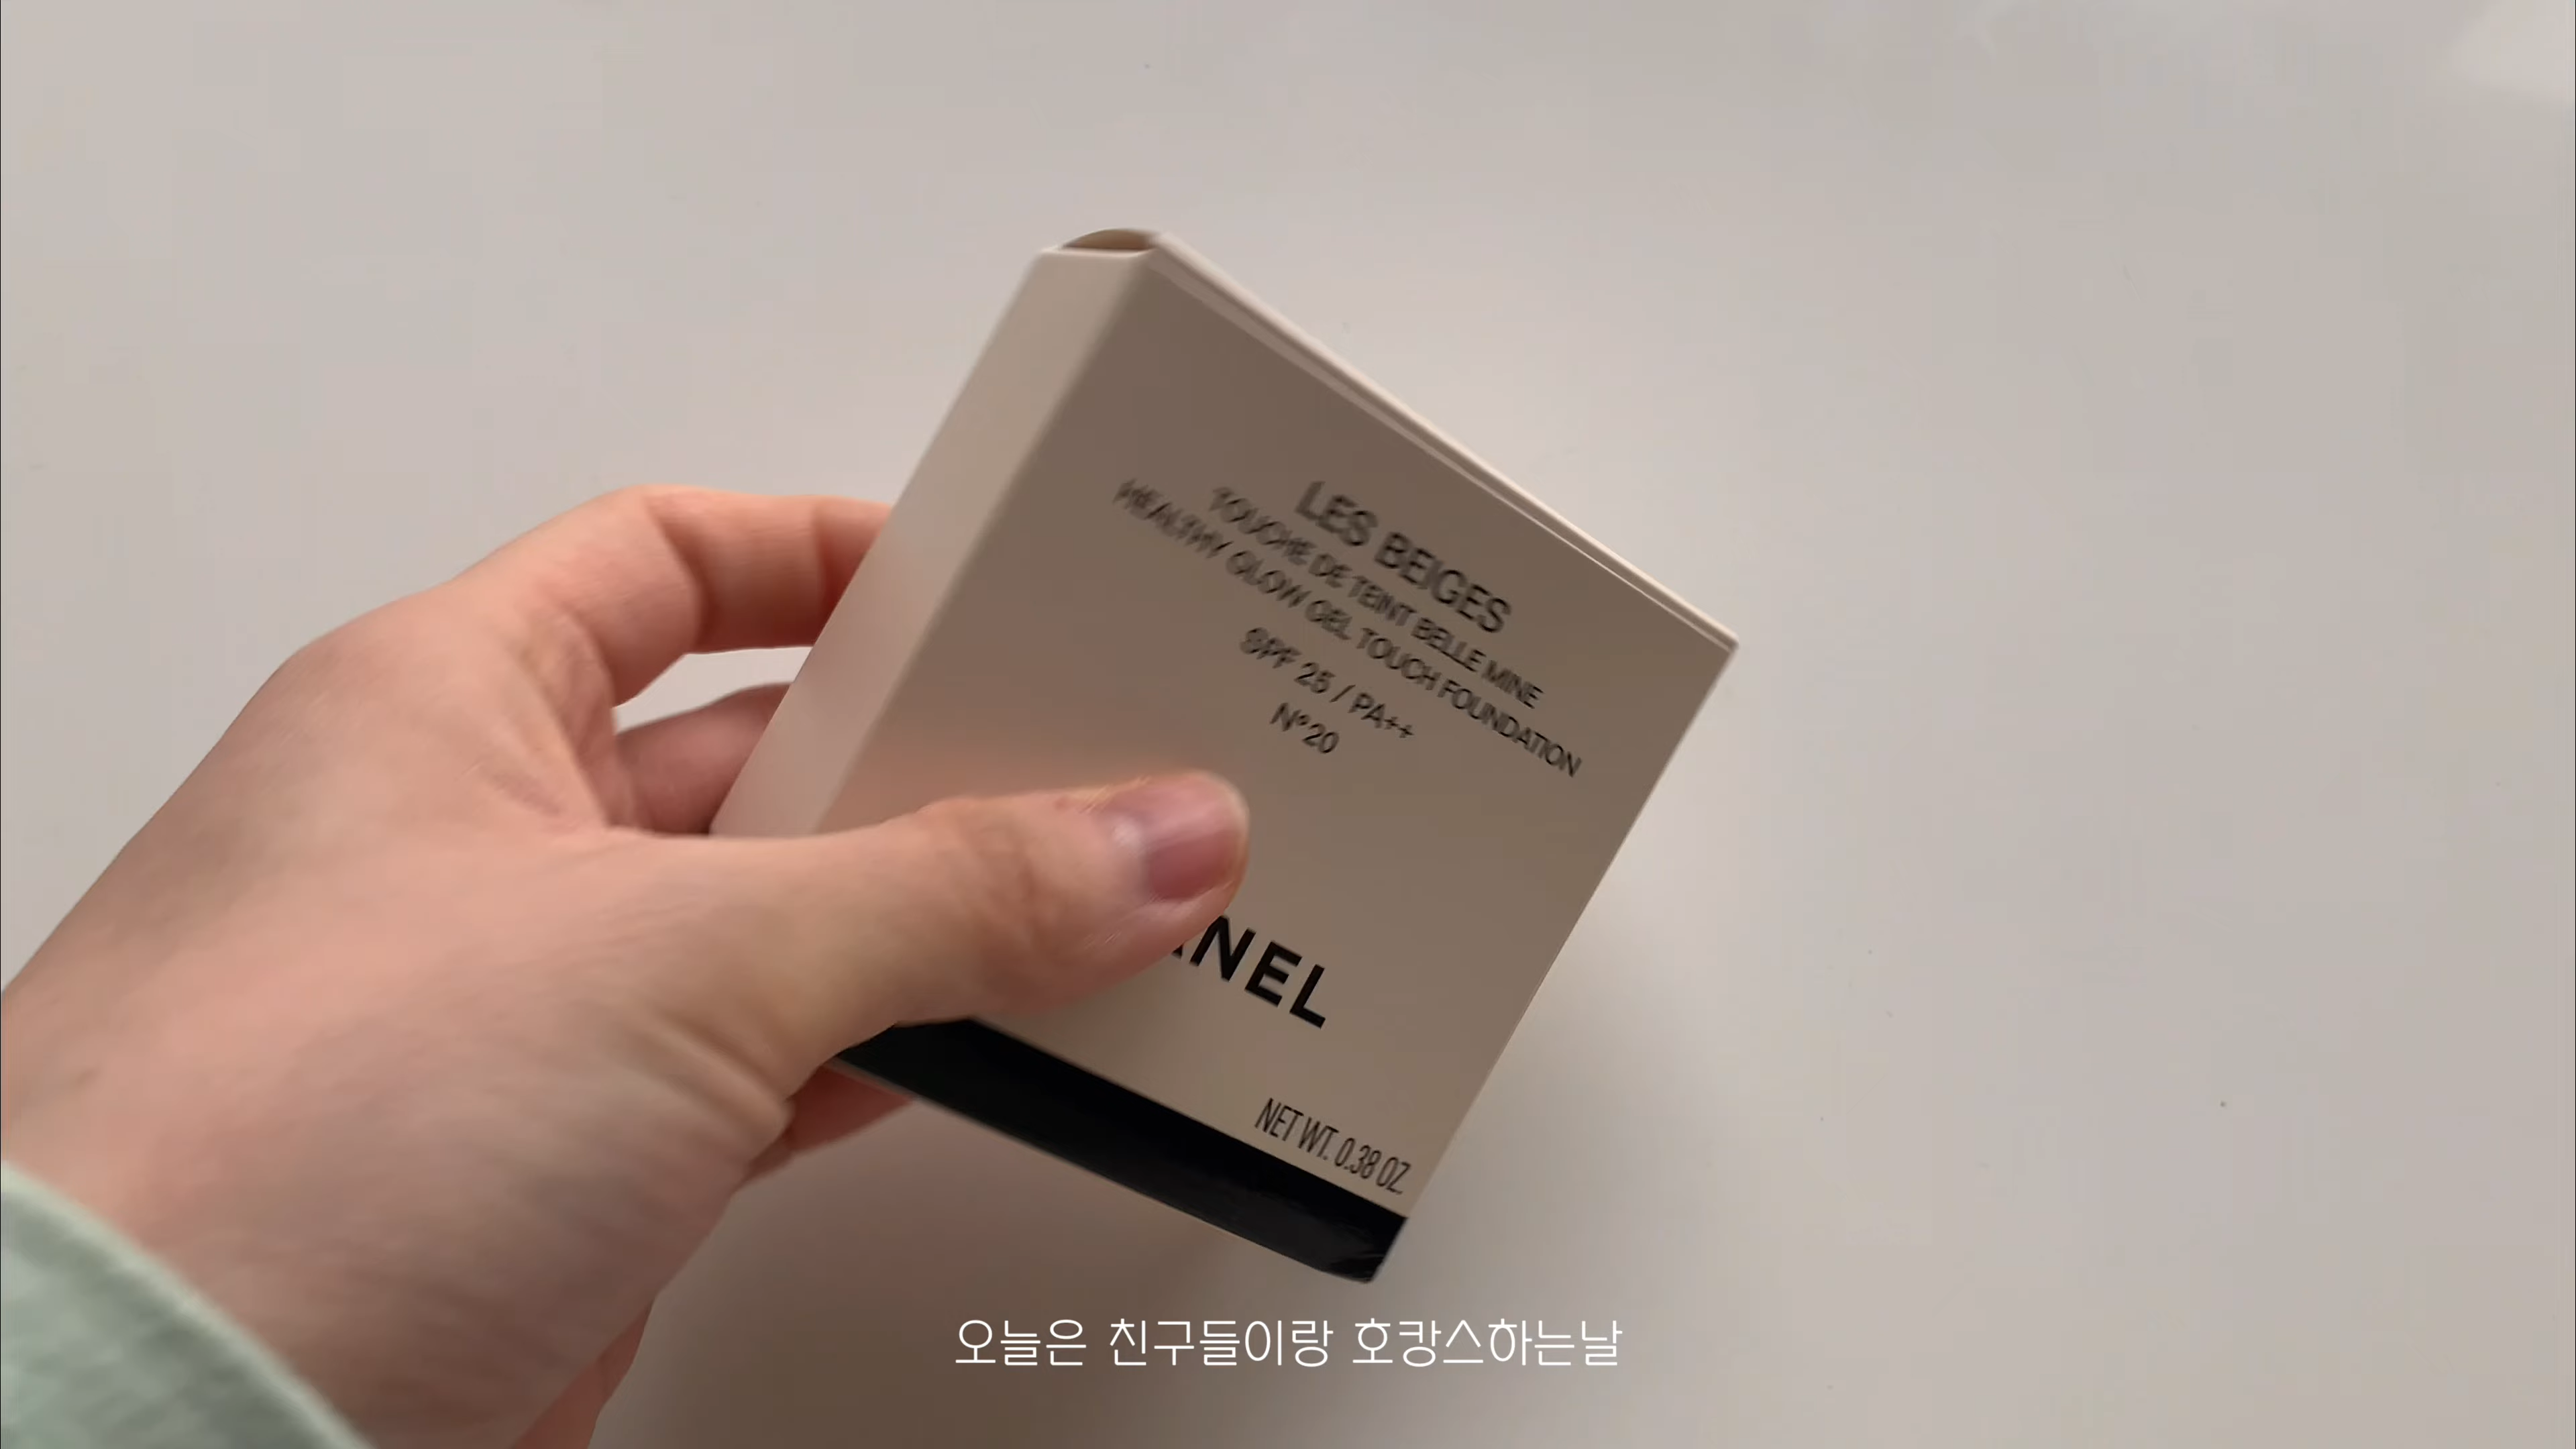 LES BEIGES
TOUCHE DE TEINT BELLE MINE
HEALTHY GLOW GEL TOUCH FOUNDATION
SPF 25 / PA++
N°20
NEL
NET WT. 0.38 OZ.
오늘은 친구들이랑 호캉스하는날